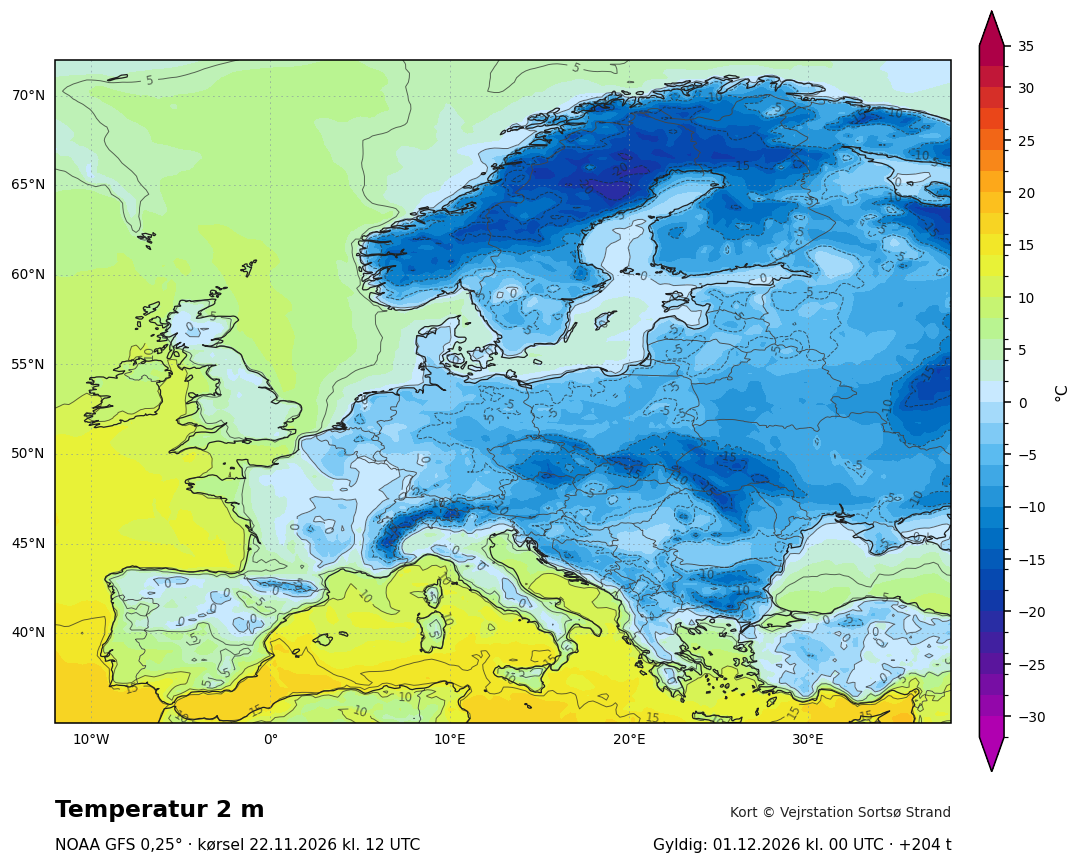 35
30
25
20
15
10
5
0
−5
−10
−15
−20
−25
−30
°C
70°N
65°N
60°N
55°N
50°N
45°N
40°N
10°W
0°
10°E
20°E
30°E
Temperatur 2 m
Kort © Vejrstation Sortsø Strand
NOAA GFS 0,25° · kørsel 22.11.2026 kl. 12 UTC
Gyldig: 01.12.2026 kl. 00 UTC · +204 t